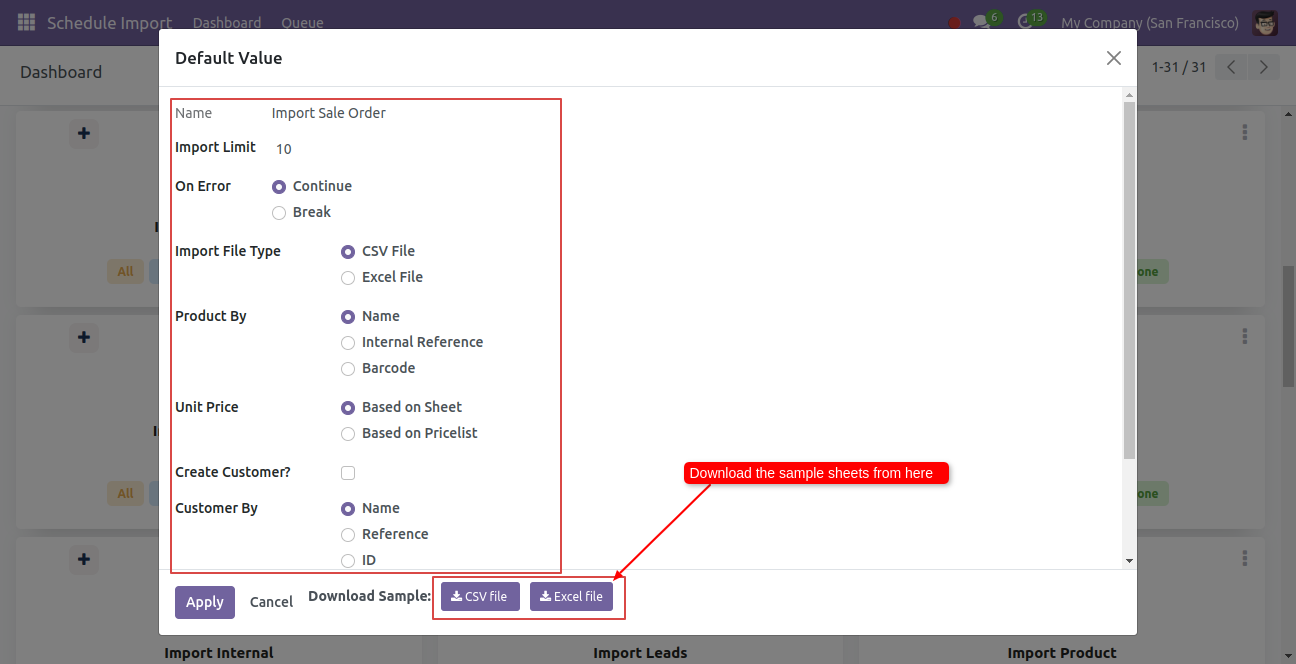 Schedule Import Dashboard Queue 6 13 My Company (San Francisco)
Dashboard 1-31 / 31
Default Value
Name Import Sale Order
Import Limit 10
On Error Continue
Break
Import File Type CSV File
Excel File
All one
Product By Name
Internal Reference
Barcode
Unit Price Based on Sheet
Based on Pricelist
Create Customer?
Download the sample sheets from here
All one
Customer By Name
Reference
ID
Apply Cancel Download Sample: CSV file Excel file
Import Internal Import Leads Import Product